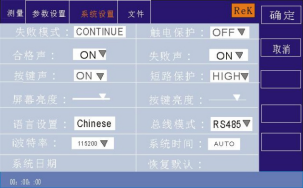 测量 参数设置 系统设置 文件 ReK 确定
失败模式： CONTINUE 触电保护： OFF▼
合格声： ON▼ 失败声： ON▼ 取消
按键声： ON▼ 短路保护： HIGH▼
屏幕亮度： 按键亮度：
语言设置： Chinese 总线模式： RS485▼
波特率： 115200▼ 系统时间： AUTO
系统日期 恢复默认：
00:06:00